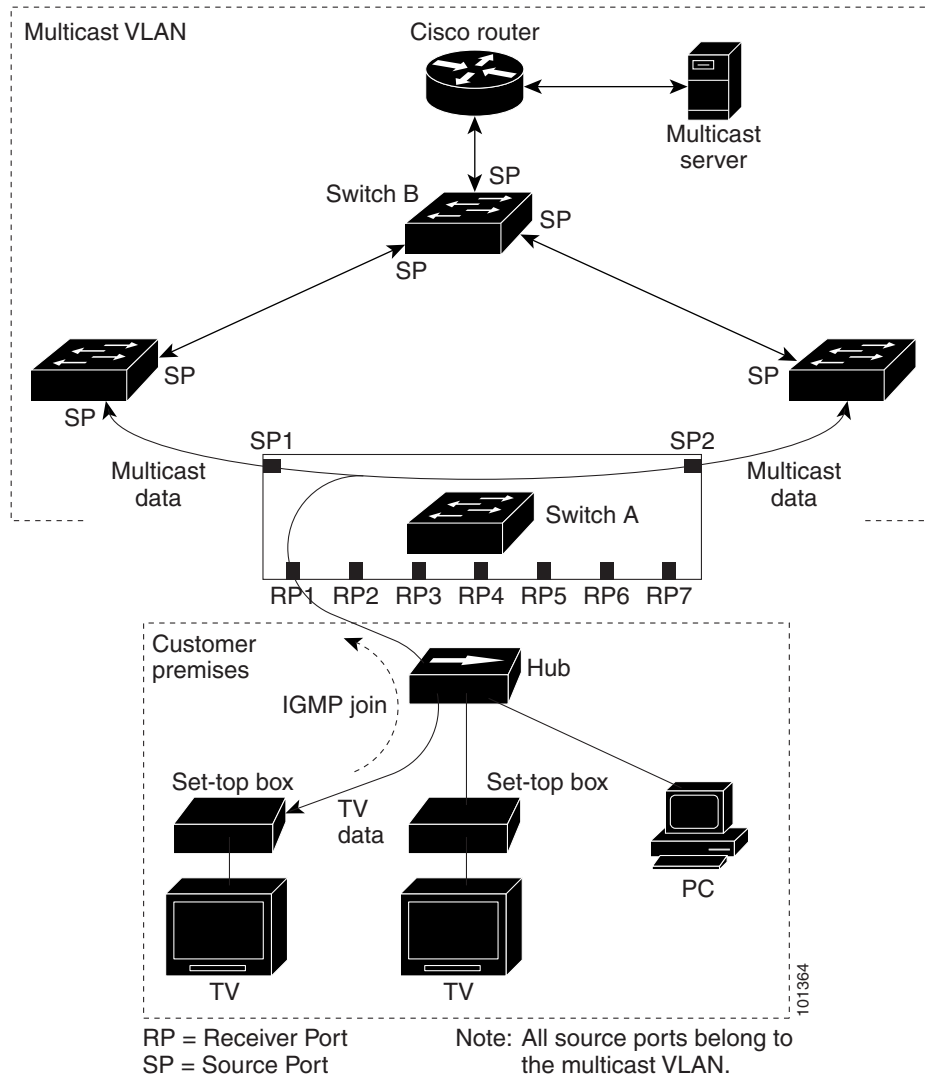 Multicast VLAN
Cisco router
Multicast
server
SP
Switch B
SP
SP
SP
SP
SP
SP1
SP2
Multicast
data
Multicast
data
Switch A
RP1 RP2 RP3 RP4 RP5 RP6 RP7
Customer
premises
Hub
IGMP join
Set-top box
Set-top box
TV
data
PC
TV
TV
101364
RP = Receiver Port
SP = Source Port
Note: All source ports belong to
the multicast VLAN.